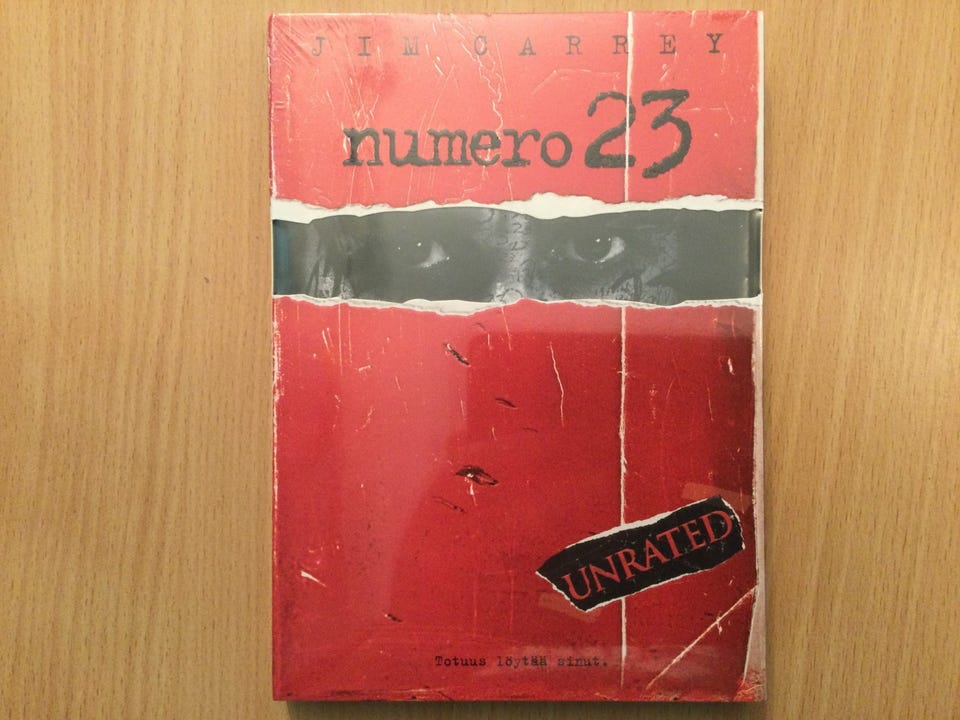 JIM CARREY
numero 23
UNRATED
Totuus löytää sinut.